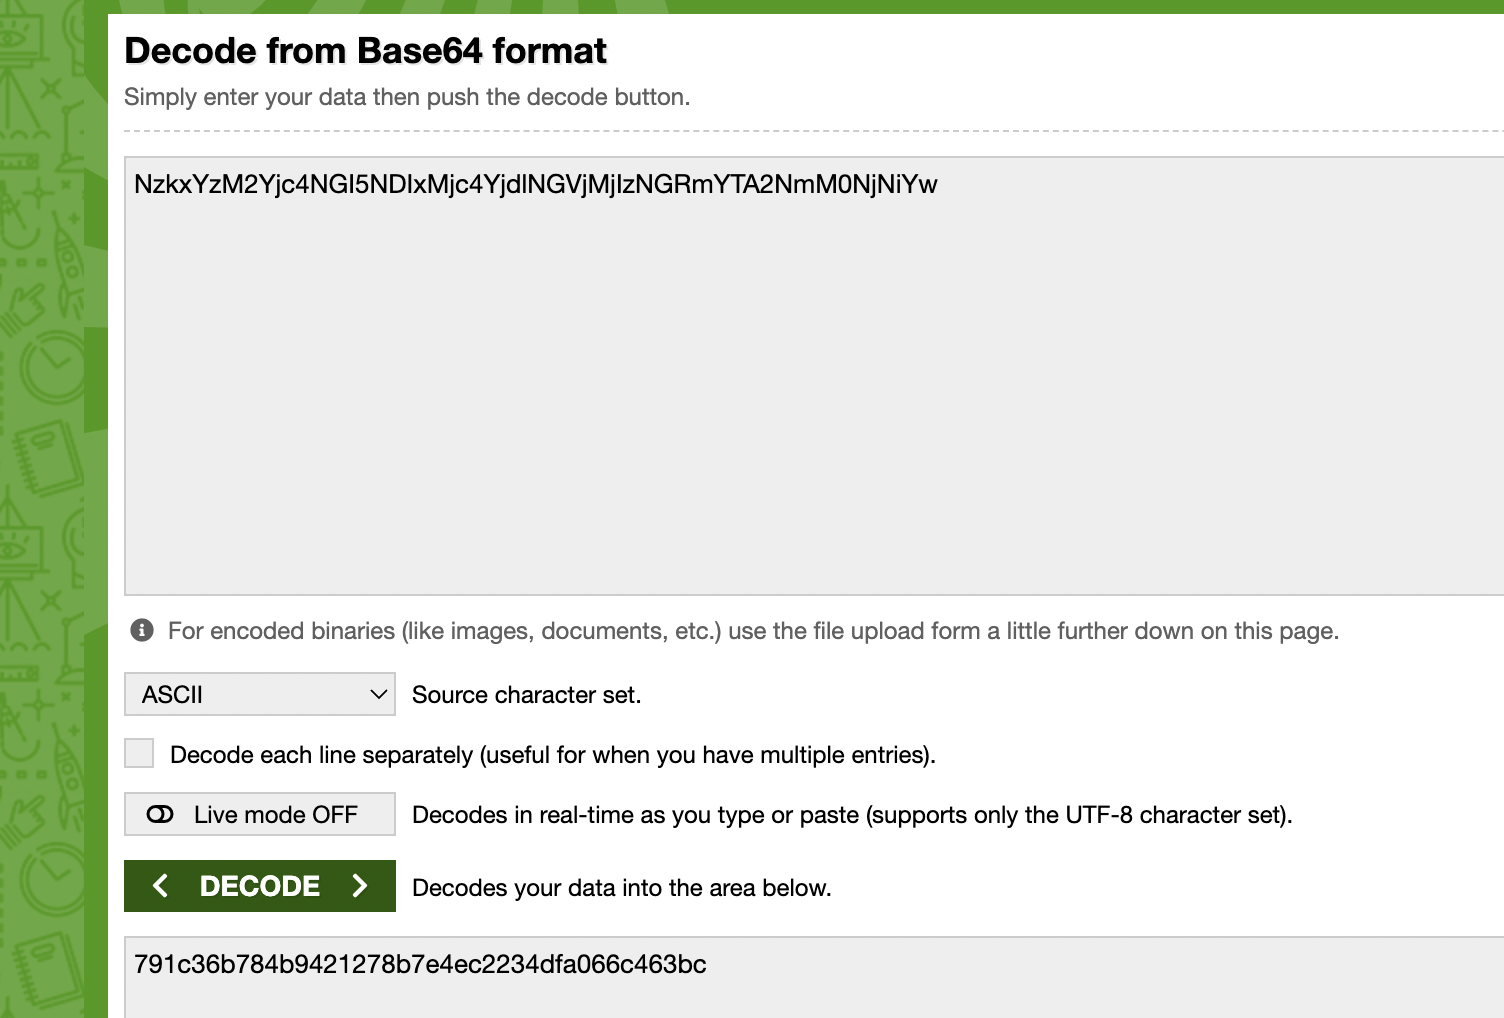 Decode from Base64 format
Simply enter your data then push the decode button.
NzkxYzM2Yjc4NGI5NDIxMjc4YjdlNGVjMjIzNGRmYTA2NmM0NjNiYw
For encoded binaries (like images, documents, etc.) use the file upload form a little further down on this page.
ASCII Source character set.
Decode each line separately (useful for when you have multiple entries).
Live mode OFF Decodes in real-time as you type or paste (supports only the UTF-8 character set).
< DECODE > Decodes your data into the area below.
791c36b784b9421278b7e4ec2234dfa066c463bc